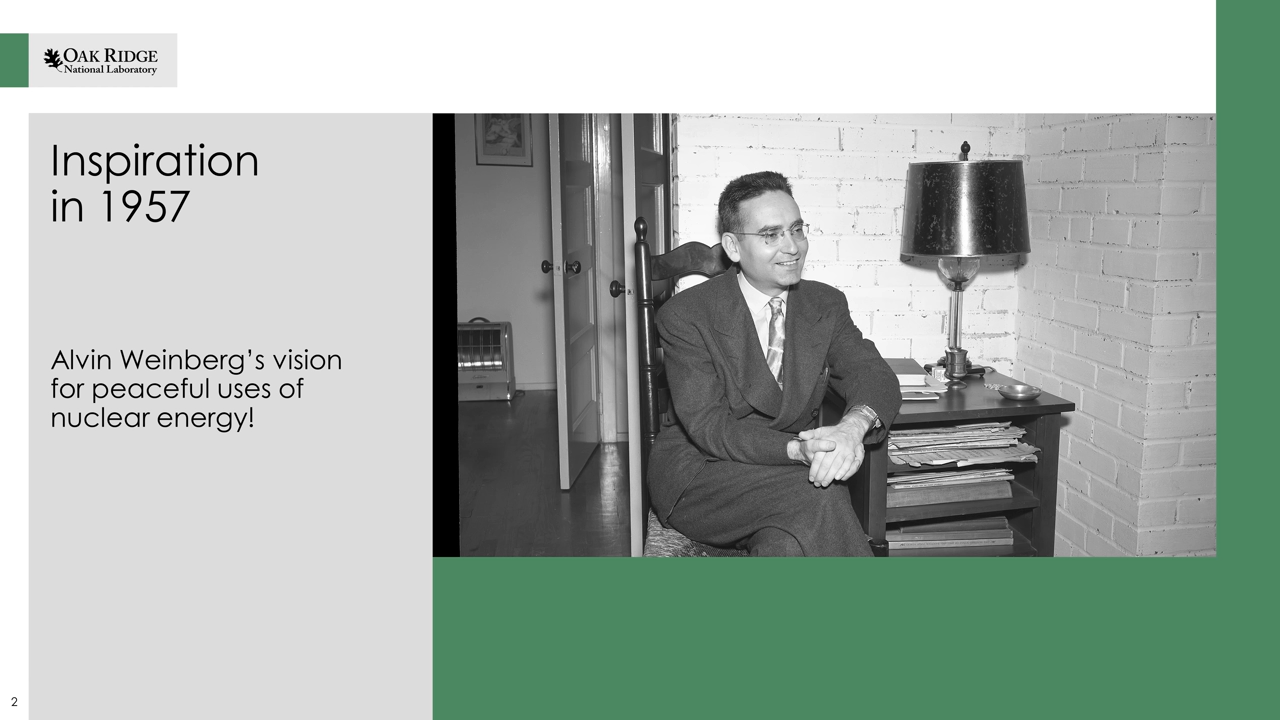 OAK RIDGE
National Laboratory
Inspiration
in 1957
Alvin Weinberg’s vision
for peaceful uses of
nuclear energy!
2